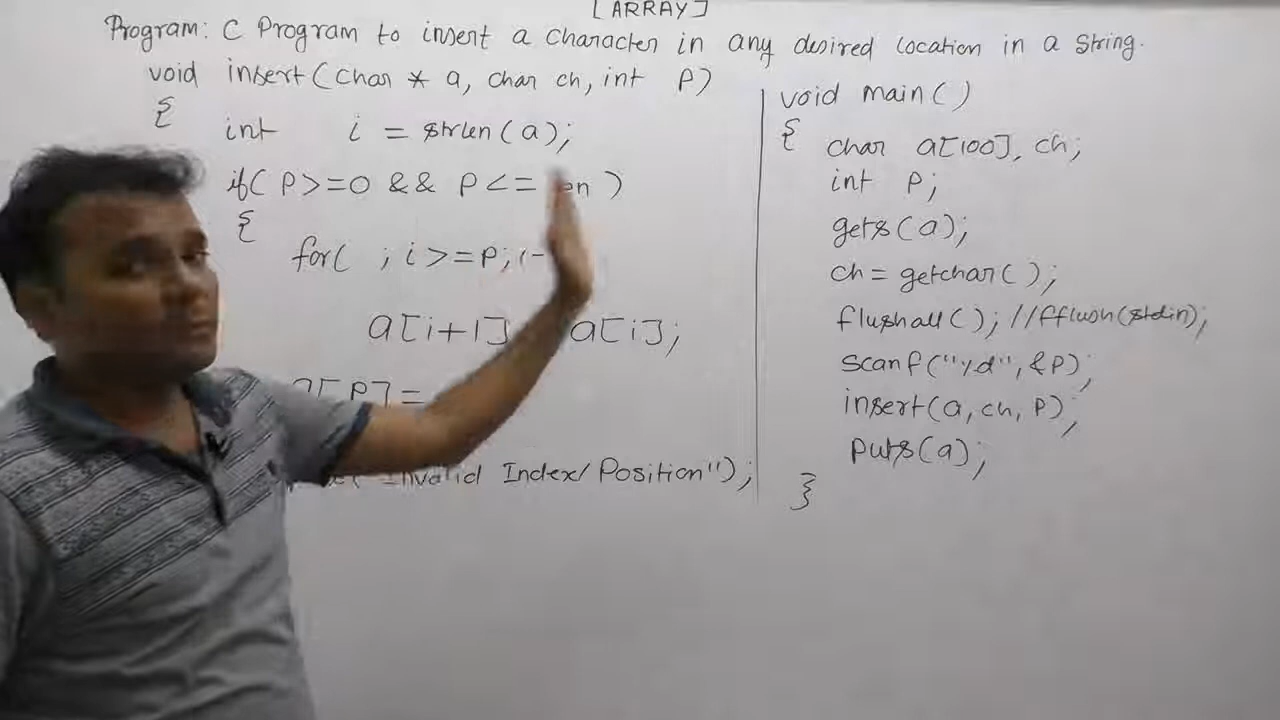 [ARRAY]
Program: C Program to insert a character in any desired location in a string.
void insert(char * a, char ch, int P)
{
int i = strlen(a);
if( P>=0 && P<= )
{
for( ; i>=P; i-
a[i+1] a[i];
a[P] =
Invalid Index/Position");
void main()
{
char a[100], ch;
int P;
gets(a);
ch = getchar();
flushall(); //fflush(stdin);
scanf("%d", &P);
insert(a, ch, P);
puts(a);
}